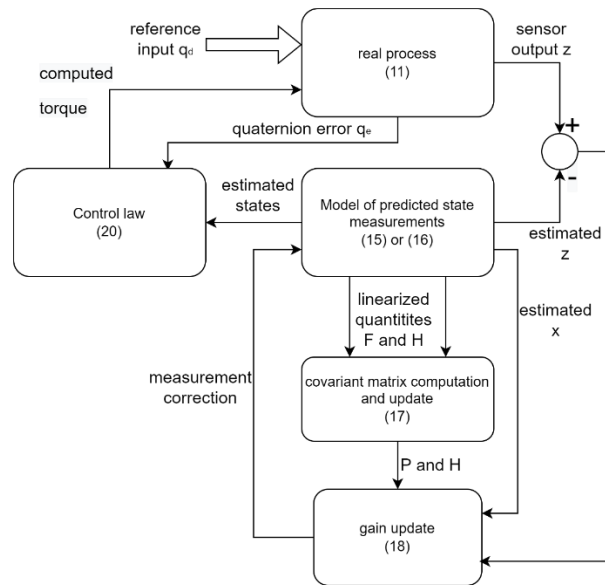 reference
input q_d
real process
(11)
sensor
output z
computed
torque
+
-
quaternion error qₑ
Control law
(20)
estimated
states
Model of predicted state
measurements
(15) or (16)
estimated
z
linearized
quantitites
F and H
estimated
x
measurement
correction
covariant matrix computation
and update
(17)
P and H
gain update
(18)